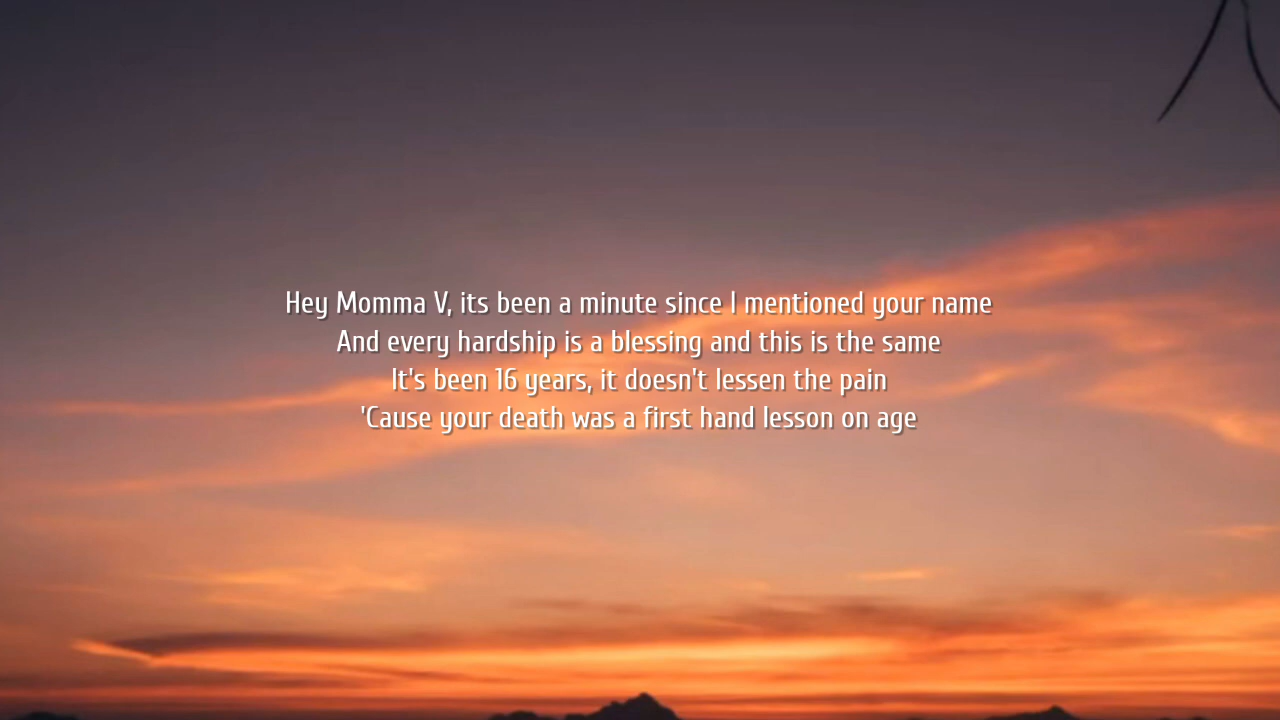 Hey Momma V, its been a minute since I mentioned your name
And every hardship is a blessing and this is the same
It's been 16 years, it doesn't lessen the pain
'Cause your death was a first hand lesson on age